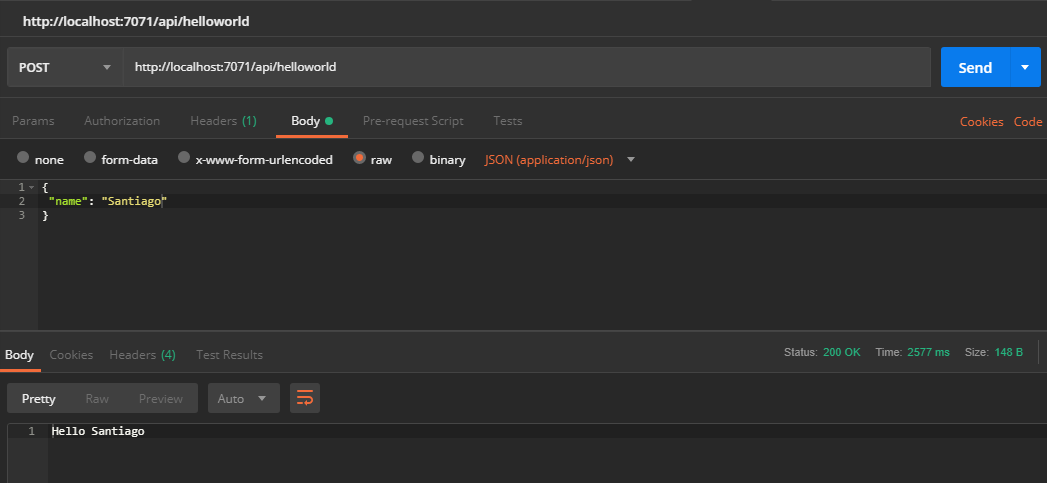 http://localhost:7071/api/helloworld
POST http://localhost:7071/api/helloworld Send
Params Authorization Headers (1) Body Pre-request Script Tests Cookies Code
none form-data x-www-form-urlencoded raw binary JSON (application/json)
1 {
2 "name": "Santiago"
3 }
Body Cookies Headers (4) Test Results Status: 200 OK Time: 2577 ms Size: 148 B
Pretty Raw Preview Auto
1 Hello Santiago